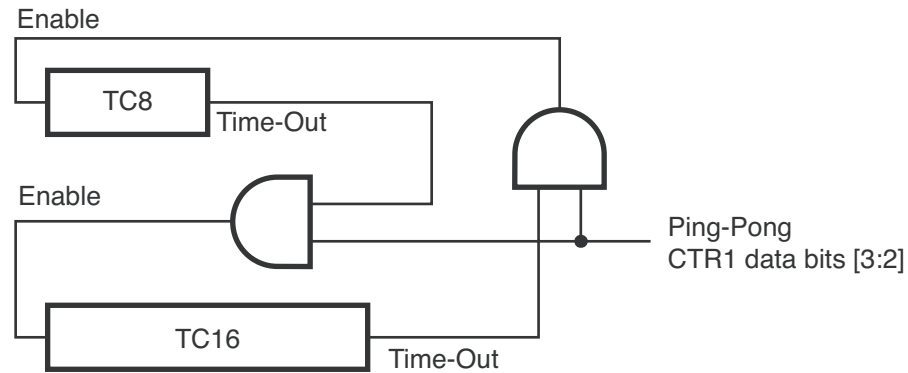 Enable
TC8
Time-Out
Enable
Ping-Pong
CTR1 data bits [3:2]
TC16
Time-Out